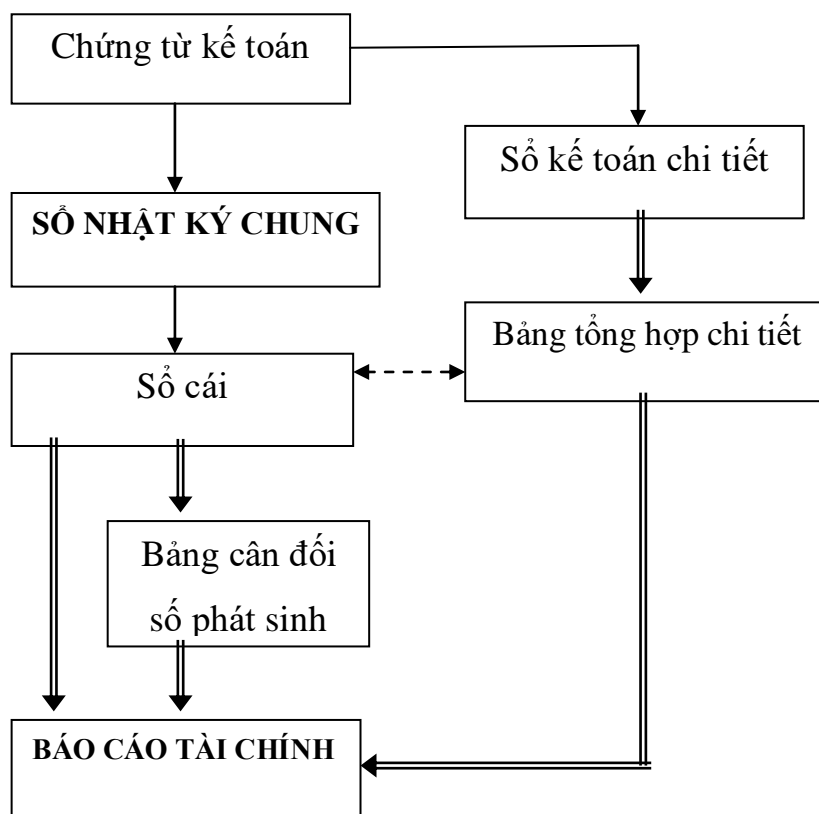 Chứng từ kế toán
Sổ kế toán chi tiết
SỔ NHẬT KÝ CHUNG
Bảng tổng hợp chi tiết
Sổ cái
Bảng cân đối
số phát sinh
BÁO CÁO TÀI CHÍNH